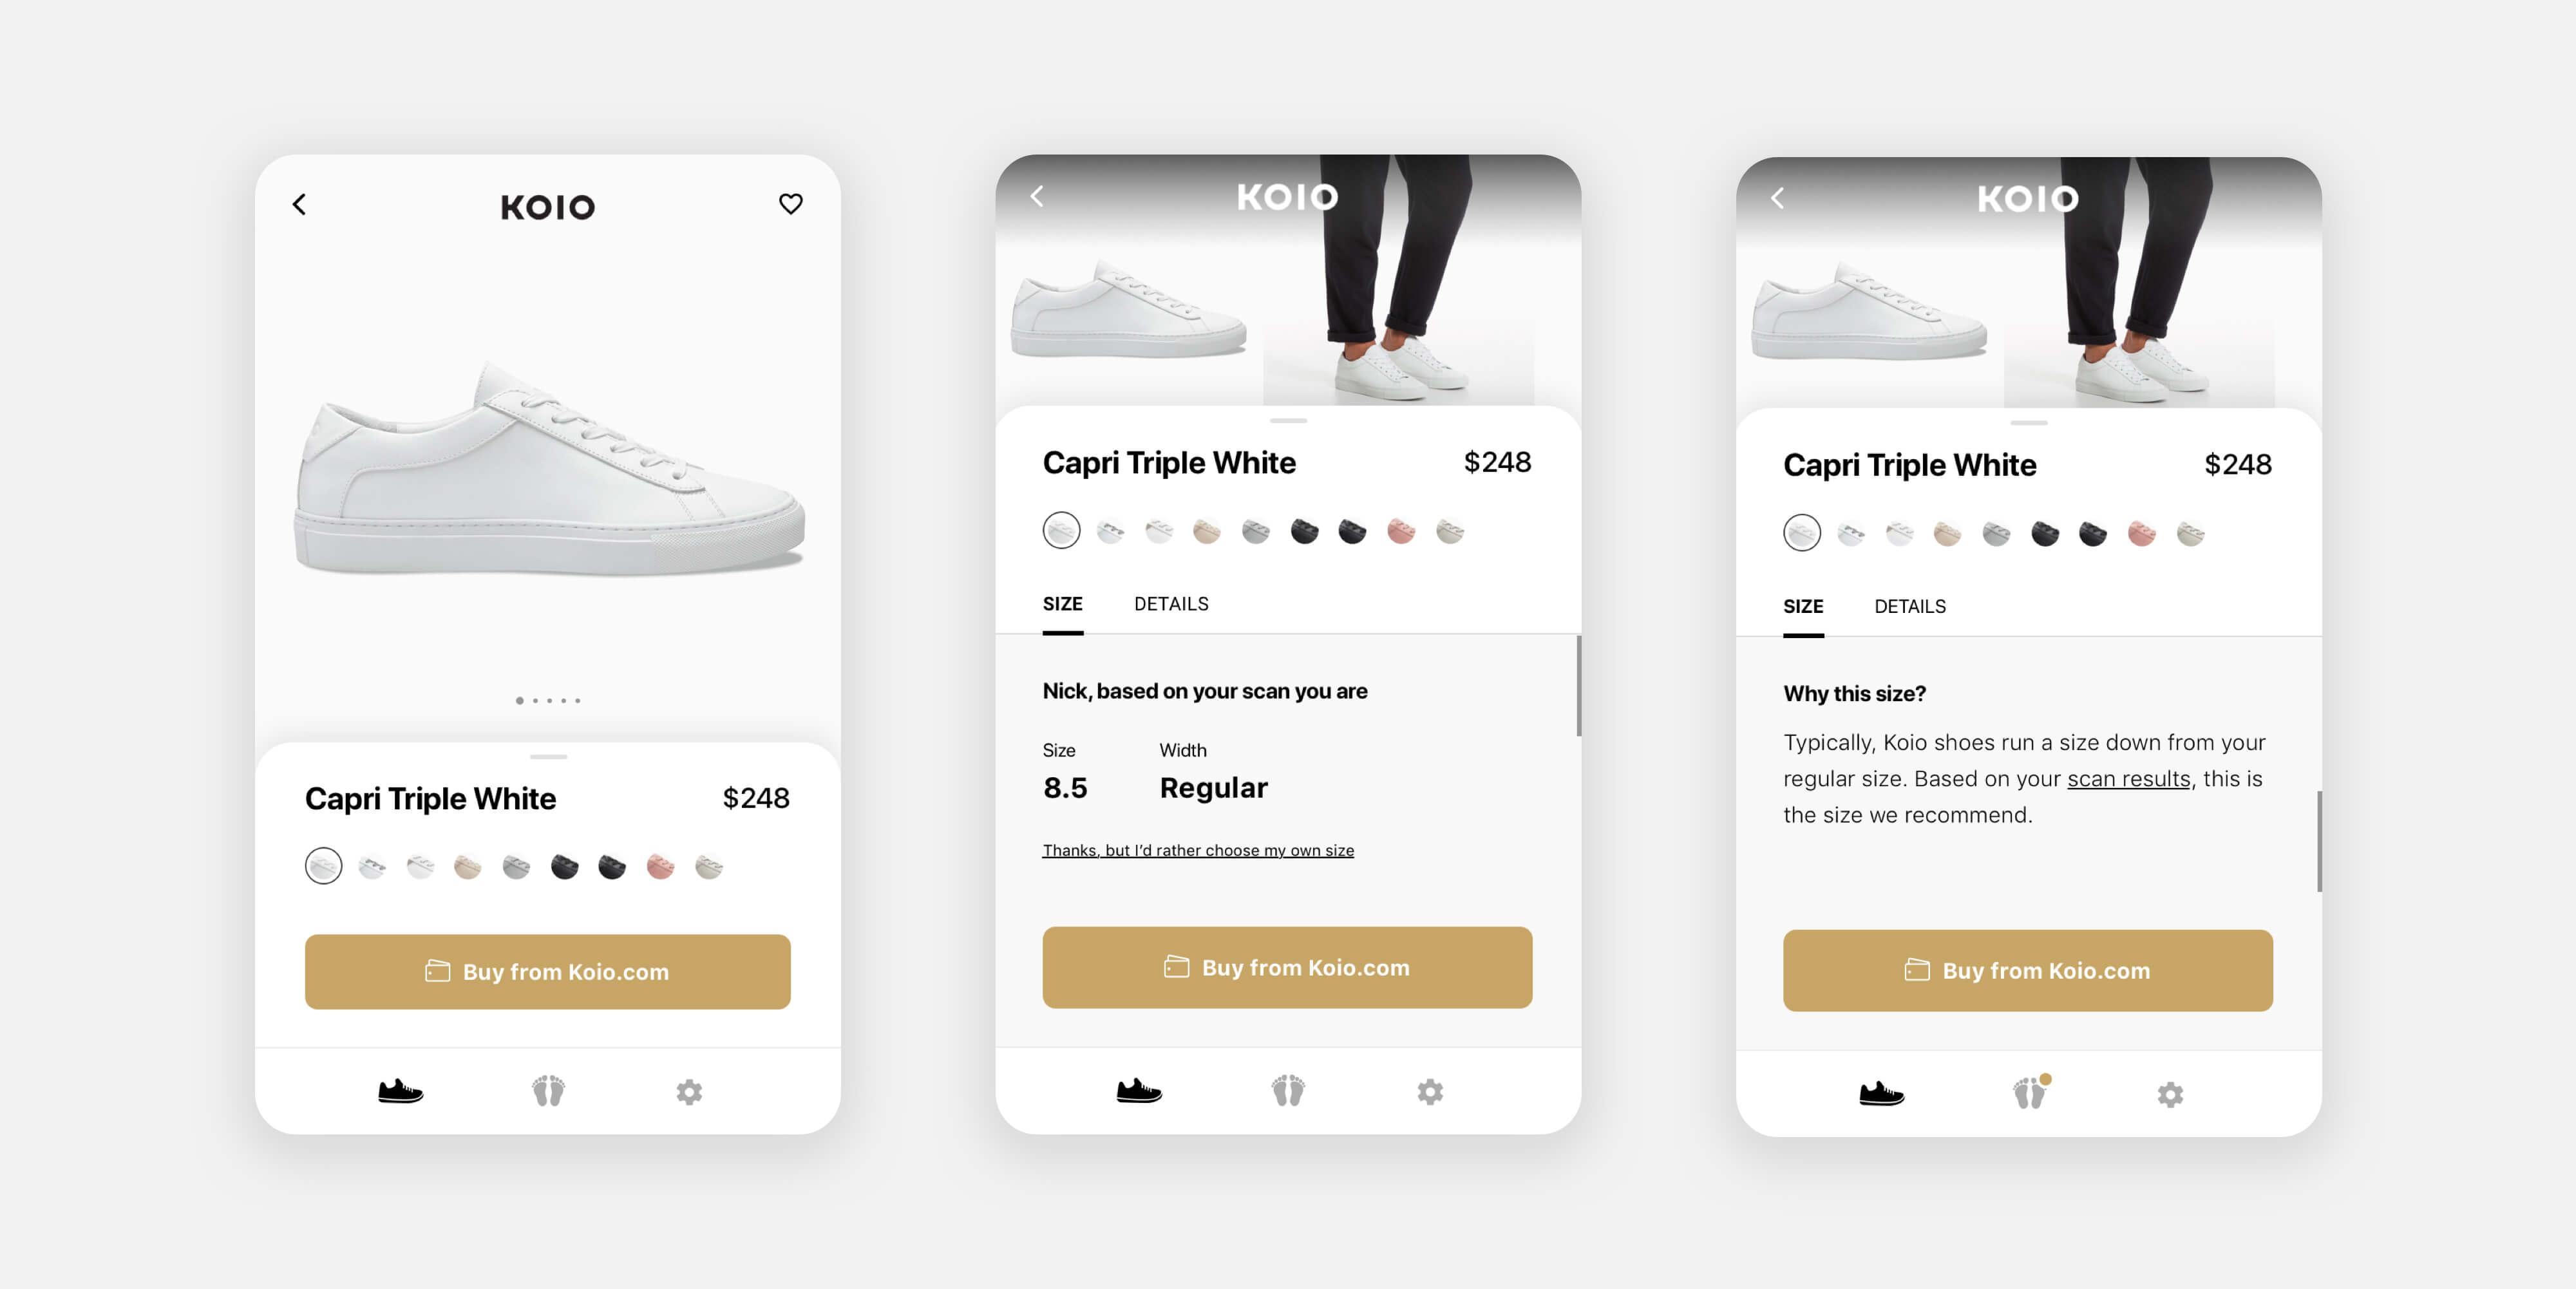 KOIO
Capri Triple White $248
Buy from Koio.com
KOIO
Capri Triple White $248
SIZE DETAILS
Nick, based on your scan you are
Size Width
8.5 Regular
Thanks, but I'd rather choose my own size
Buy from Koio.com
KOIO
Capri Triple White $248
SIZE DETAILS
Why this size?
Typically, Koio shoes run a size down from your
regular size. Based on your scan results, this is
the size we recommend.
Buy from Koio.com